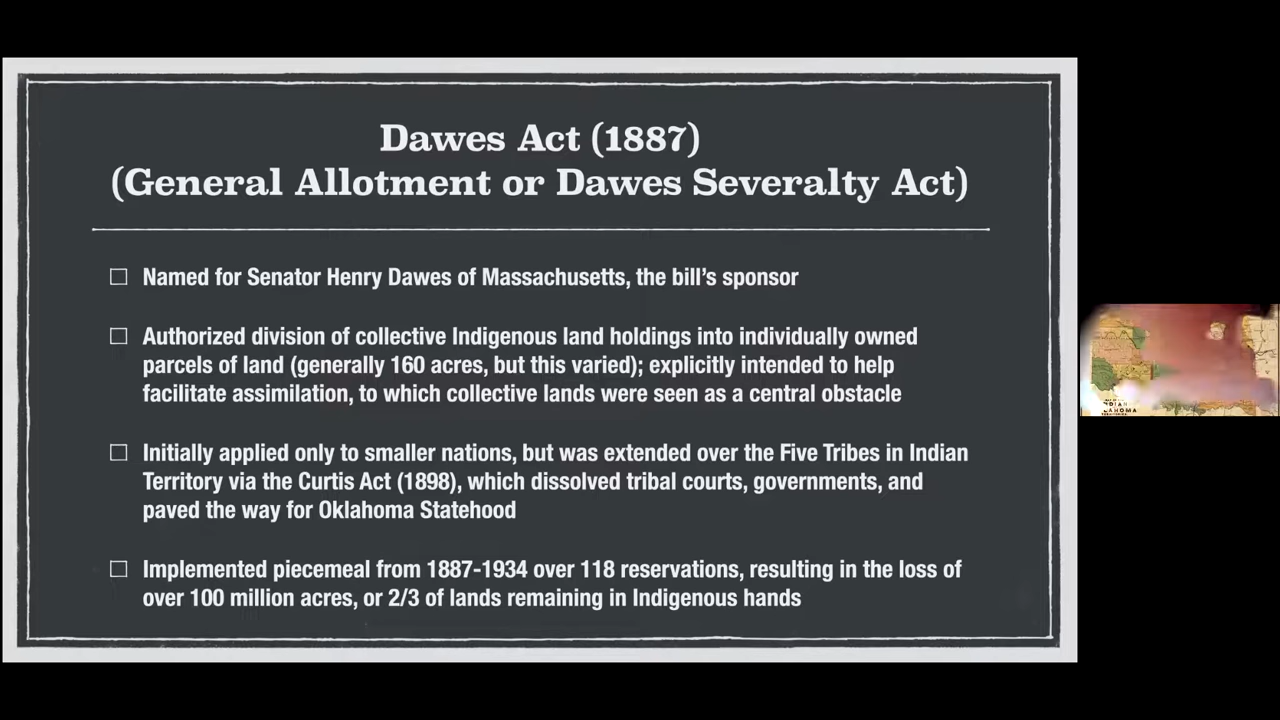 Dawes Act (1887)
(General Allotment or Dawes Severalty Act)
Named for Senator Henry Dawes of Massachusetts, the bill's sponsor
Authorized division of collective Indigenous land holdings into individually owned
parcels of land (generally 160 acres, but this varied); explicitly intended to help
facilitate assimilation, to which collective lands were seen as a central obstacle
Initially applied only to smaller nations, but was extended over the Five Tribes in Indian
Territory via the Curtis Act (1898), which dissolved tribal courts, governments, and
paved the way for Oklahoma Statehood
Implemented piecemeal from 1887-1934 over 118 reservations, resulting in the loss of
over 100 million acres, or 2/3 of lands remaining in Indigenous hands